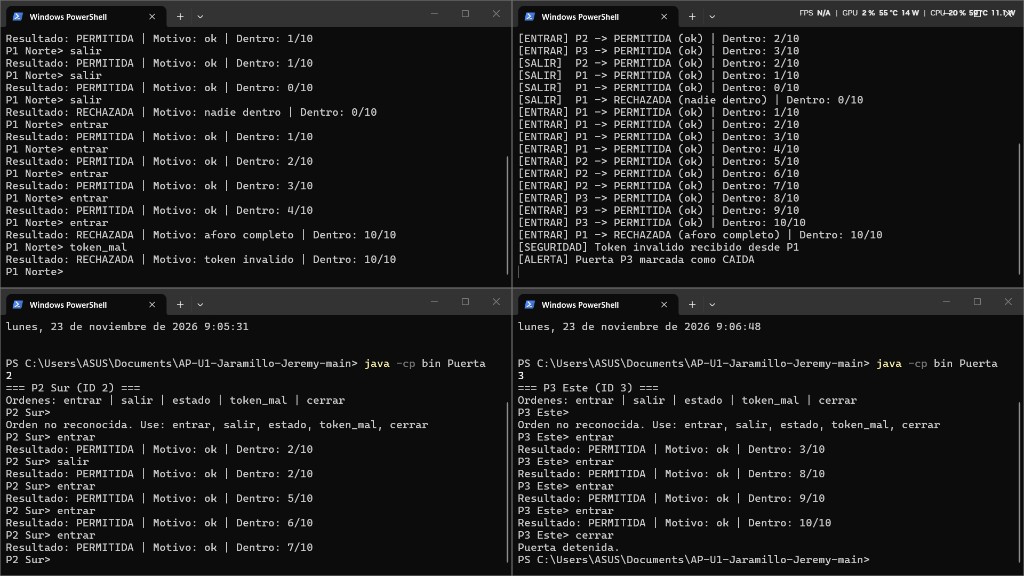 Windows PowerShell
Resultado: PERMITIDA | Motivo: ok | Dentro: 1/10
P1 Norte> salir
Resultado: PERMITIDA | Motivo: ok | Dentro: 1/10
P1 Norte> salir
Resultado: PERMITIDA | Motivo: ok | Dentro: 0/10
P1 Norte> salir
Resultado: RECHAZADA | Motivo: nadie dentro | Dentro: 0/10
P1 Norte> entrar
Resultado: PERMITIDA | Motivo: ok | Dentro: 1/10
P1 Norte> entrar
Resultado: PERMITIDA | Motivo: ok | Dentro: 2/10
P1 Norte> entrar
Resultado: PERMITIDA | Motivo: ok | Dentro: 3/10
P1 Norte> entrar
Resultado: PERMITIDA | Motivo: ok | Dentro: 4/10
P1 Norte> entrar
Resultado: RECHAZADA | Motivo: aforo completo | Dentro: 10/10
P1 Norte> token_mal
Resultado: RECHAZADA | Motivo: token invalido | Dentro: 10/10
P1 Norte>
Windows PowerShell
FPS N/A | GPU 2 % 55 °C 14 W | CPU 20 % 50 °C 11.1 W
[ENTRAR] P2 -> PERMITIDA (ok) | Dentro: 2/10
[ENTRAR] P3 -> PERMITIDA (ok) | Dentro: 3/10
[SALIR]  P2 -> PERMITIDA (ok) | Dentro: 2/10
[SALIR]  P1 -> PERMITIDA (ok) | Dentro: 1/10
[SALIR]  P1 -> PERMITIDA (ok) | Dentro: 0/10
[SALIR]  P1 -> RECHAZADA (nadie dentro) | Dentro: 0/10
[ENTRAR] P1 -> PERMITIDA (ok) | Dentro: 1/10
[ENTRAR] P1 -> PERMITIDA (ok) | Dentro: 2/10
[ENTRAR] P1 -> PERMITIDA (ok) | Dentro: 3/10
[ENTRAR] P1 -> PERMITIDA (ok) | Dentro: 4/10
[ENTRAR] P2 -> PERMITIDA (ok) | Dentro: 5/10
[ENTRAR] P2 -> PERMITIDA (ok) | Dentro: 6/10
[ENTRAR] P2 -> PERMITIDA (ok) | Dentro: 7/10
[ENTRAR] P3 -> PERMITIDA (ok) | Dentro: 8/10
[ENTRAR] P3 -> PERMITIDA (ok) | Dentro: 9/10
[ENTRAR] P3 -> PERMITIDA (ok) | Dentro: 10/10
[ENTRAR] P1 -> RECHAZADA (aforo completo) | Dentro: 10/10
[SEGURIDAD] Token invalido recibido desde P1
[ALERTA] Puerta P3 marcada como CAIDA
Windows PowerShell
lunes, 23 de noviembre de 2026 9:05:31
PS C:\Users\ASUS\Documents\AP-U1-Jaramillo-Jeremy-main> java -cp bin Puerta
2
=== P2 Sur (ID 2) ===
Ordenes: entrar | salir | estado | token_mal | cerrar
P2 Sur>
Orden no reconocida. Use: entrar, salir, estado, token_mal, cerrar
P2 Sur> entrar
Resultado: PERMITIDA | Motivo: ok | Dentro: 2/10
P2 Sur> salir
Resultado: PERMITIDA | Motivo: ok | Dentro: 2/10
P2 Sur> entrar
Resultado: PERMITIDA | Motivo: ok | Dentro: 5/10
P2 Sur> entrar
Resultado: PERMITIDA | Motivo: ok | Dentro: 6/10
P2 Sur> entrar
Resultado: PERMITIDA | Motivo: ok | Dentro: 7/10
P2 Sur>
Windows PowerShell
lunes, 23 de noviembre de 2026 9:06:48
PS C:\Users\ASUS\Documents\AP-U1-Jaramillo-Jeremy-main> java -cp bin Puerta
3
=== P3 Este (ID 3) ===
Ordenes: entrar | salir | estado | token_mal | cerrar
P3 Este>
Orden no reconocida. Use: entrar, salir, estado, token_mal, cerrar
P3 Este> entrar
Resultado: PERMITIDA | Motivo: ok | Dentro: 3/10
P3 Este> entrar
Resultado: PERMITIDA | Motivo: ok | Dentro: 8/10
P3 Este> entrar
Resultado: PERMITIDA | Motivo: ok | Dentro: 9/10
P3 Este> entrar
Resultado: PERMITIDA | Motivo: ok | Dentro: 10/10
P3 Este> cerrar
Puerta detenida.
PS C:\Users\ASUS\Documents\AP-U1-Jaramillo-Jeremy-main>